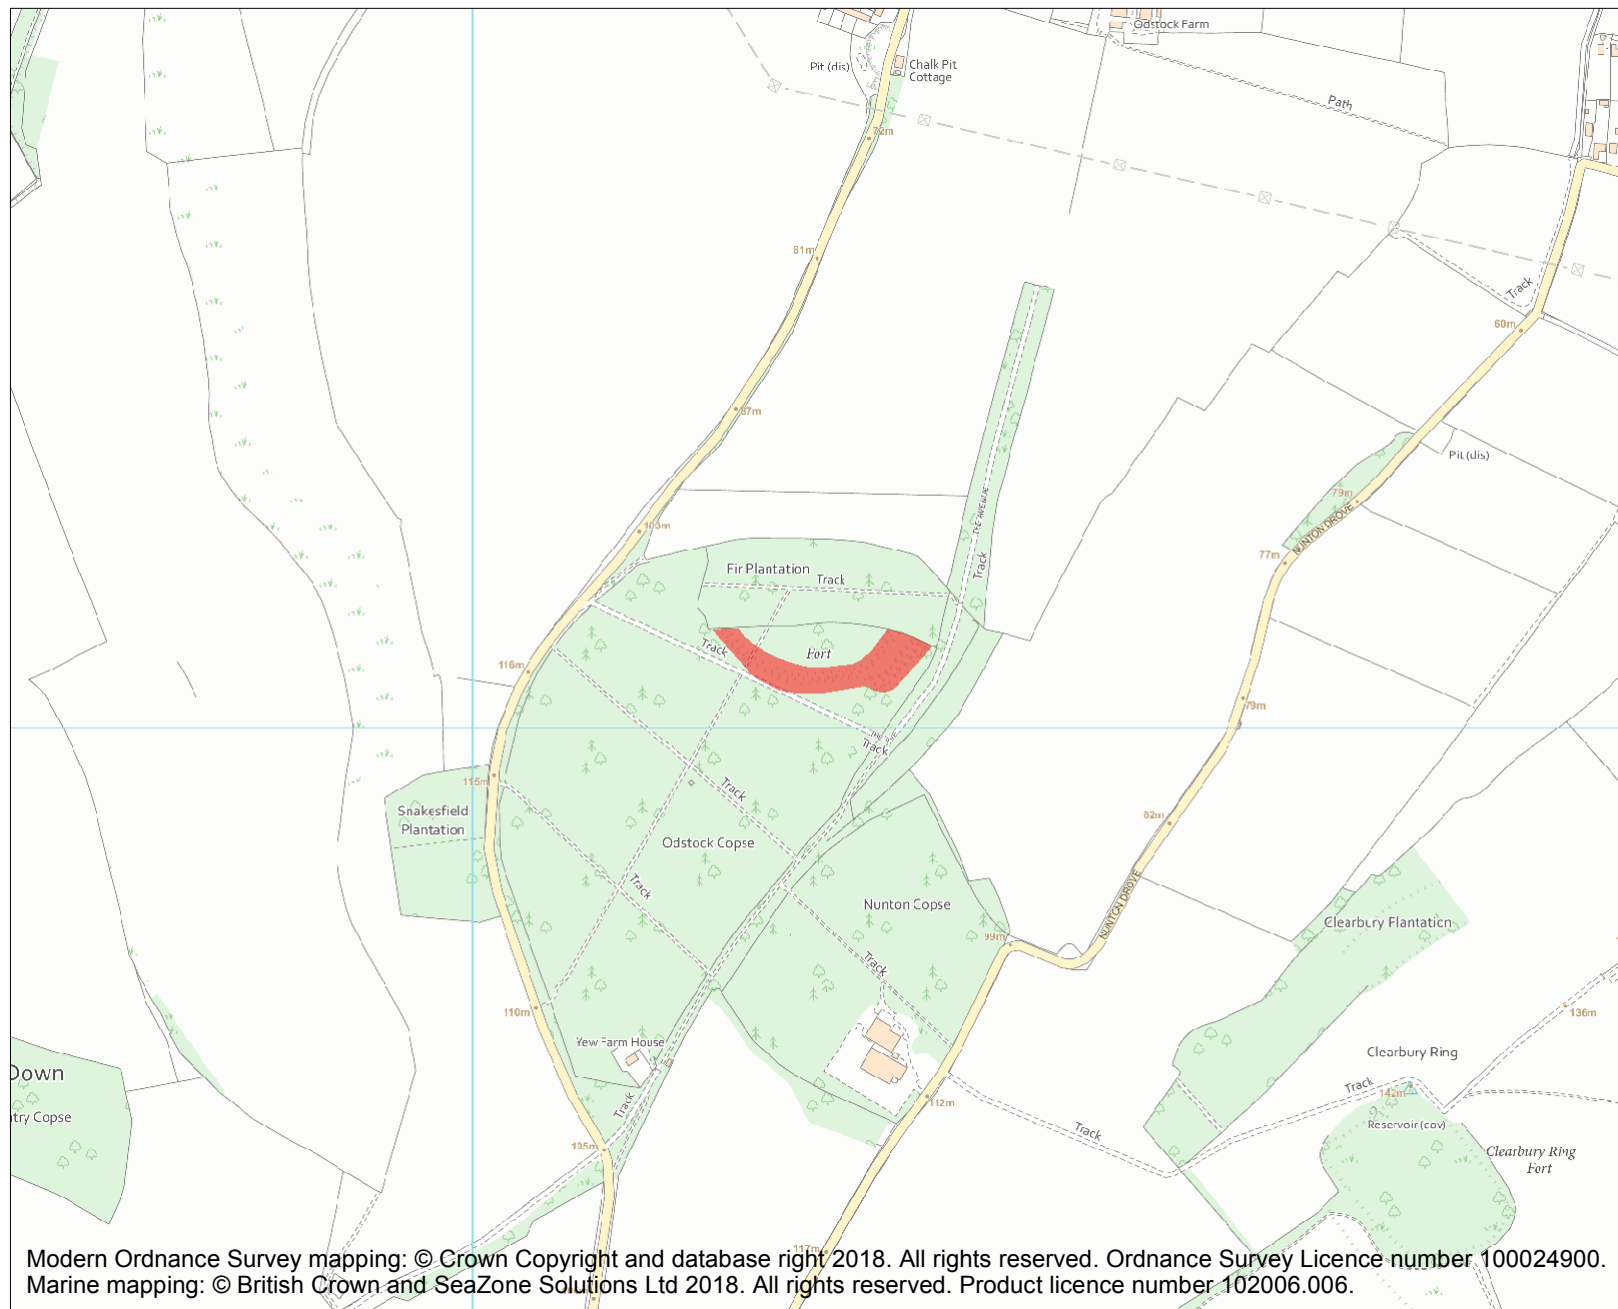 Odstock Farm
Pit (dis)
Chalk Pit
Cottage
Path
72m
81m
Track
60m
87m
Pit (dis)
79m
THE AVENUE
NUNTON DROVE
103m
77m
Fir Plantation
Track
Track
Track
Fort
116m
79m
Track
115m
Track
Snakesfield
Plantation
82m
Odstock Copse
Track
NUNTON DROVE
Nunton Copse
Clearbury Plantation
99m
Track
110m
136m
Yew Farm House
Clearbury Ring
Down
Track
142m
112m
Track
ntry Copse
Reservoir (cov)
Track
105m
Clearbury Ring
Fort
117m
Modern Ordnance Survey mapping: © Crown Copyright and database right 2018. All rights reserved. Ordnance Survey Licence number 100024900.
Marine mapping: © British Crown and SeaZone Solutions Ltd 2018. All rights reserved. Product licence number 102006.006.